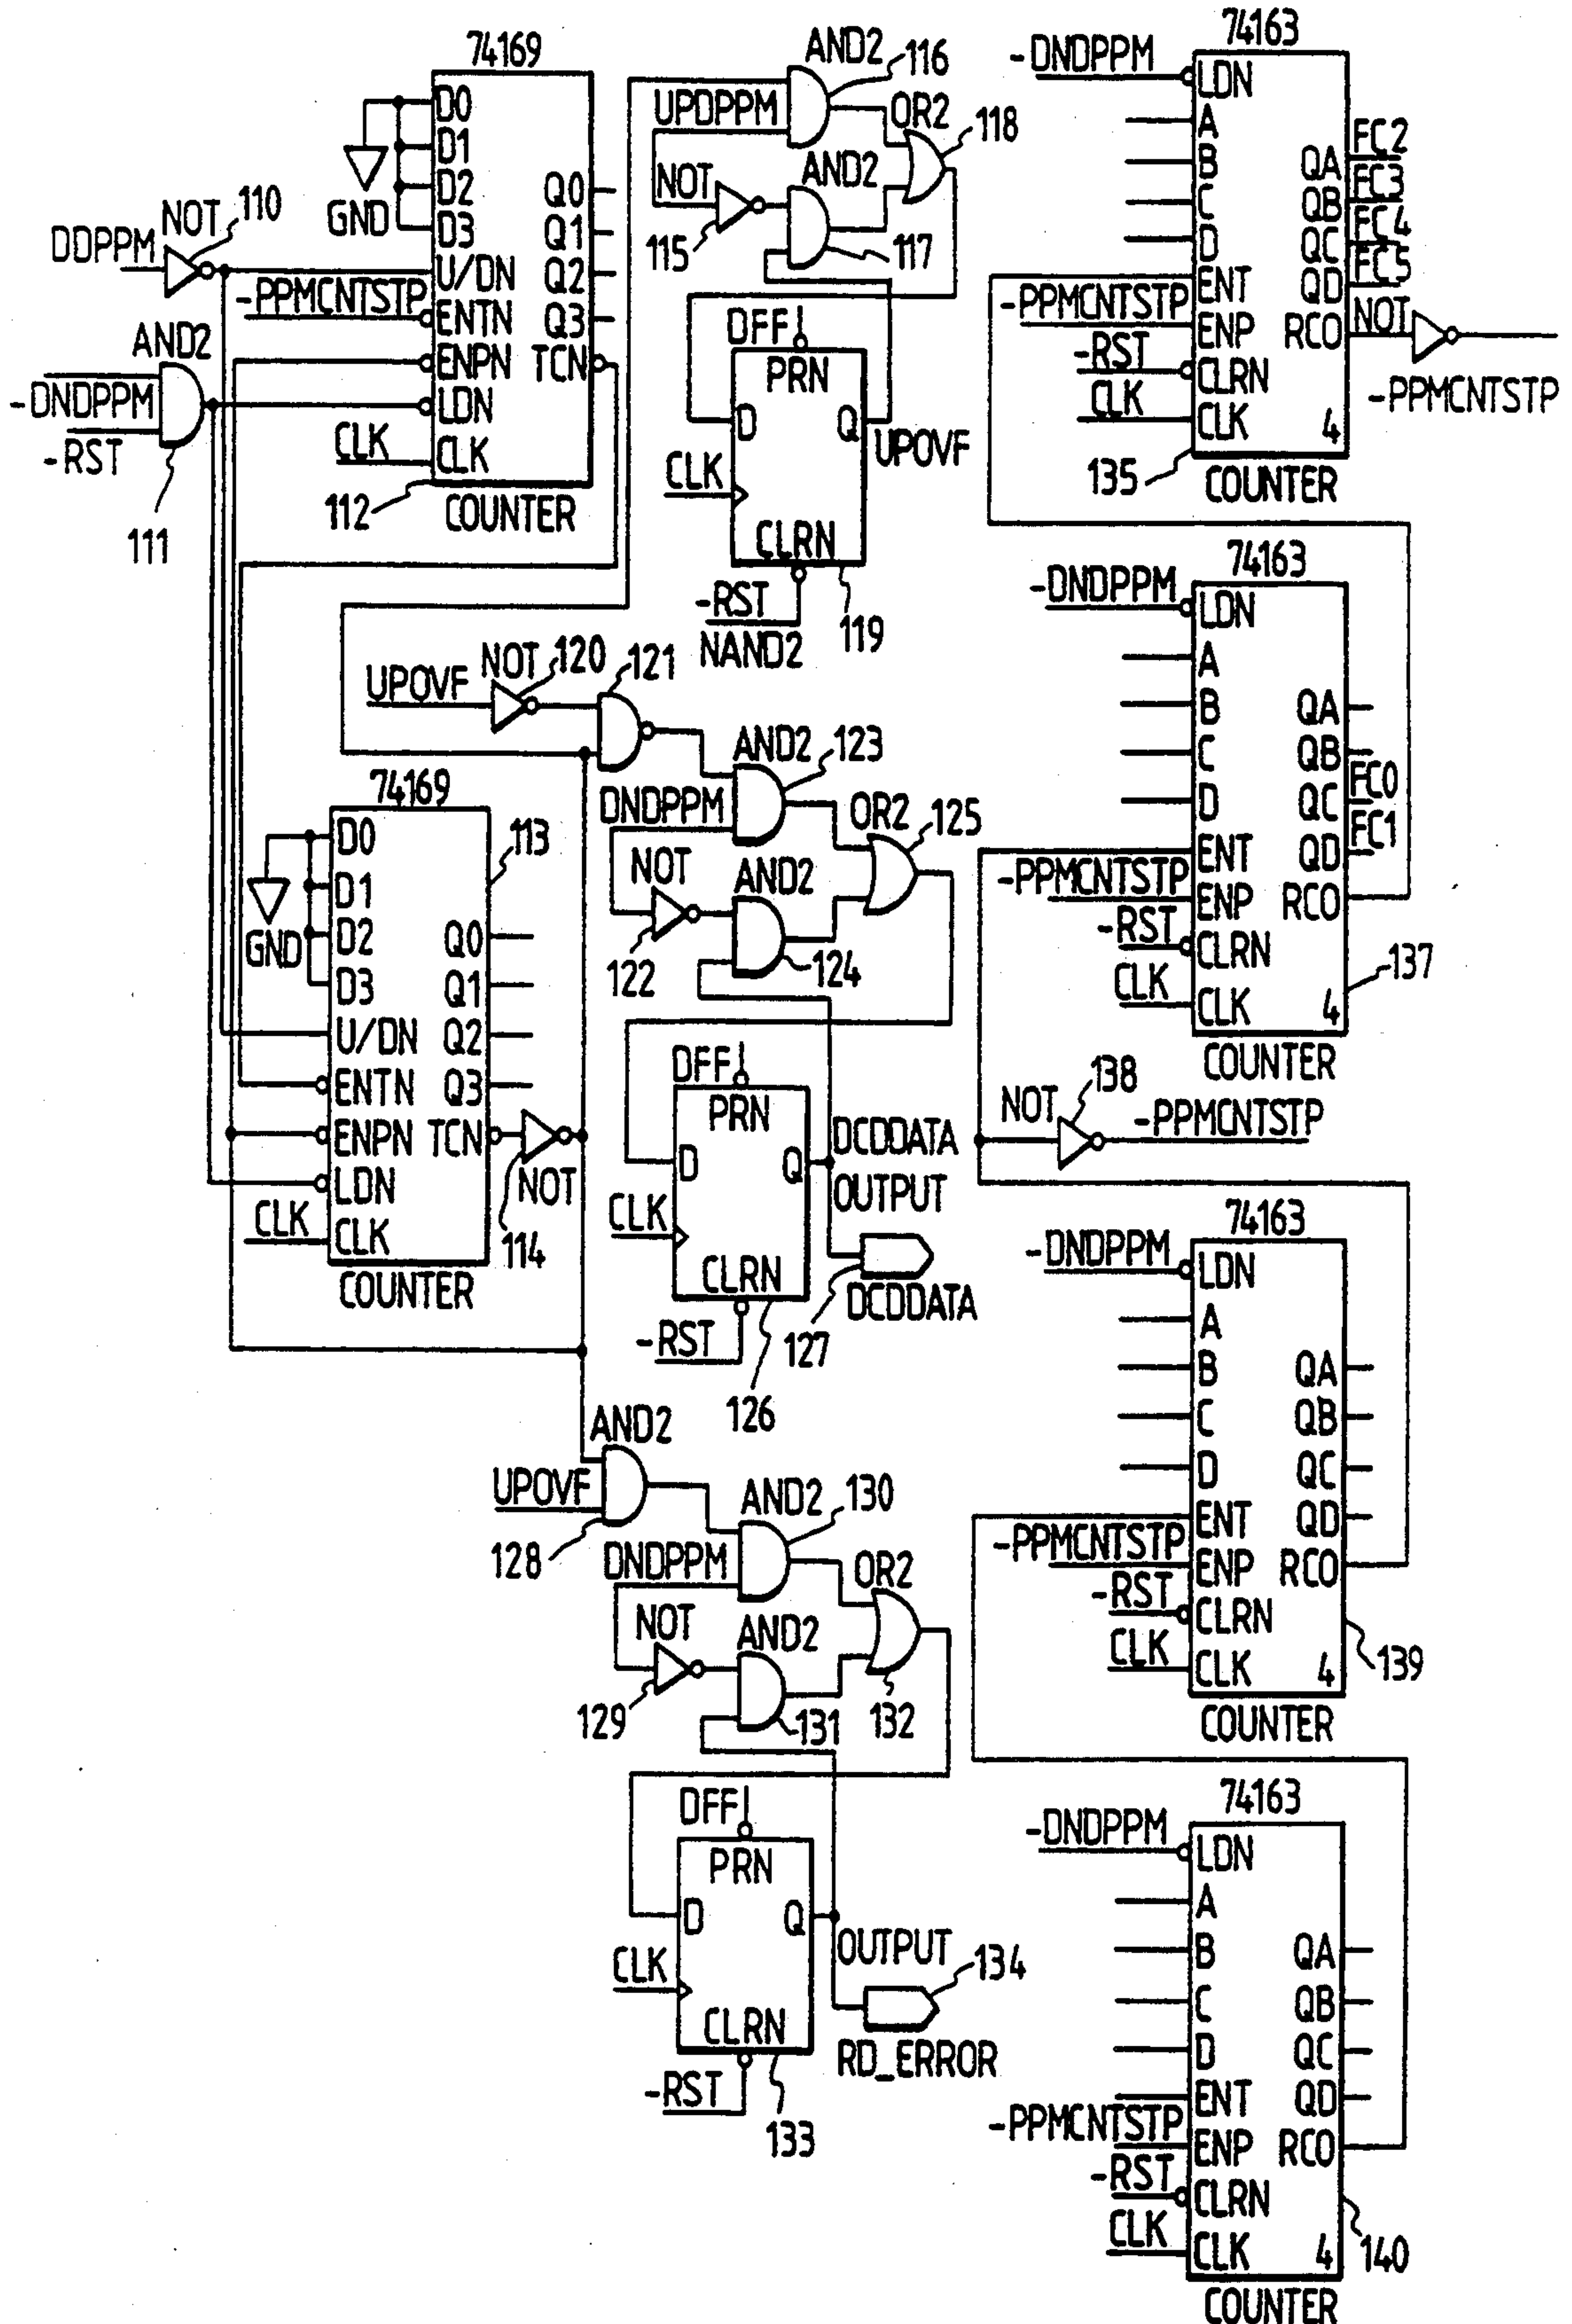 74169
D0
D1
D2
D3
GND
Q0
Q1
Q2
Q3
DDPPM
NOT
110
U/DN
-PPMCNTSTP
ENTN
AND2
ENPN
TCN
-DNDPPM
LDN
-RST
CLK
CLK
111
112
COUNTER
AND2
116
UPDPPM
OR2
118
NOT
AND2
115
117
DFF
PRN
D
Q
UPOVF
CLK
CLRN
-RST
119
NAND2
UPOVF
NOT
120
121
AND2
123
DNDPPM
OR2
125
NOT
AND2
122
124
74169
113
D0
D1
D2
D3
GND
Q0
Q1
Q2
Q3
U/DN
ENTN
ENPN
TCN
LDN
CLK
CLK
NOT
114
COUNTER
DFF
PRN
D
Q
DCDDATA
OUTPUT
CLK
CLRN
DCDDATA
-RST
127
126
AND2
UPOVF
128
AND2
130
DNDPPM
OR2
NOT
AND2
129
131
132
DFF
PRN
D
Q
OUTPUT
134
CLK
CLRN
RD_ERROR
-RST
133
74163
-DNDPPM
LDN
A
B
C
D
QA
FC2
QB
FC3
QC
FC4
QD
FC5
ENT
-PPMCNTSTP
ENP
RCO
NOT
-PPMCNTSTP
-RST
CLRN
CLK
CLK
4
135
COUNTER
74163
-DNDPPM
LDN
A
B
QA
C
QB
D
QC
FC0
ENT
QD
FC1
-PPMCNTSTP
ENP
RCO
-RST
CLRN
137
CLK
CLK
4
COUNTER
NOT
138
-PPMCNTSTP
74163
-DNDPPM
LDN
A
B
QA
C
QB
D
QC
ENT
QD
-PPMCNTSTP
ENP
RCO
-RST
CLRN
CLK
CLK
4
139
COUNTER
74163
-DNDPPM
LDN
A
B
QA
C
QB
D
QC
ENT
QD
-PPMCNTSTP
ENP
RCO
-RST
CLRN
CLK
CLK
4
140
COUNTER